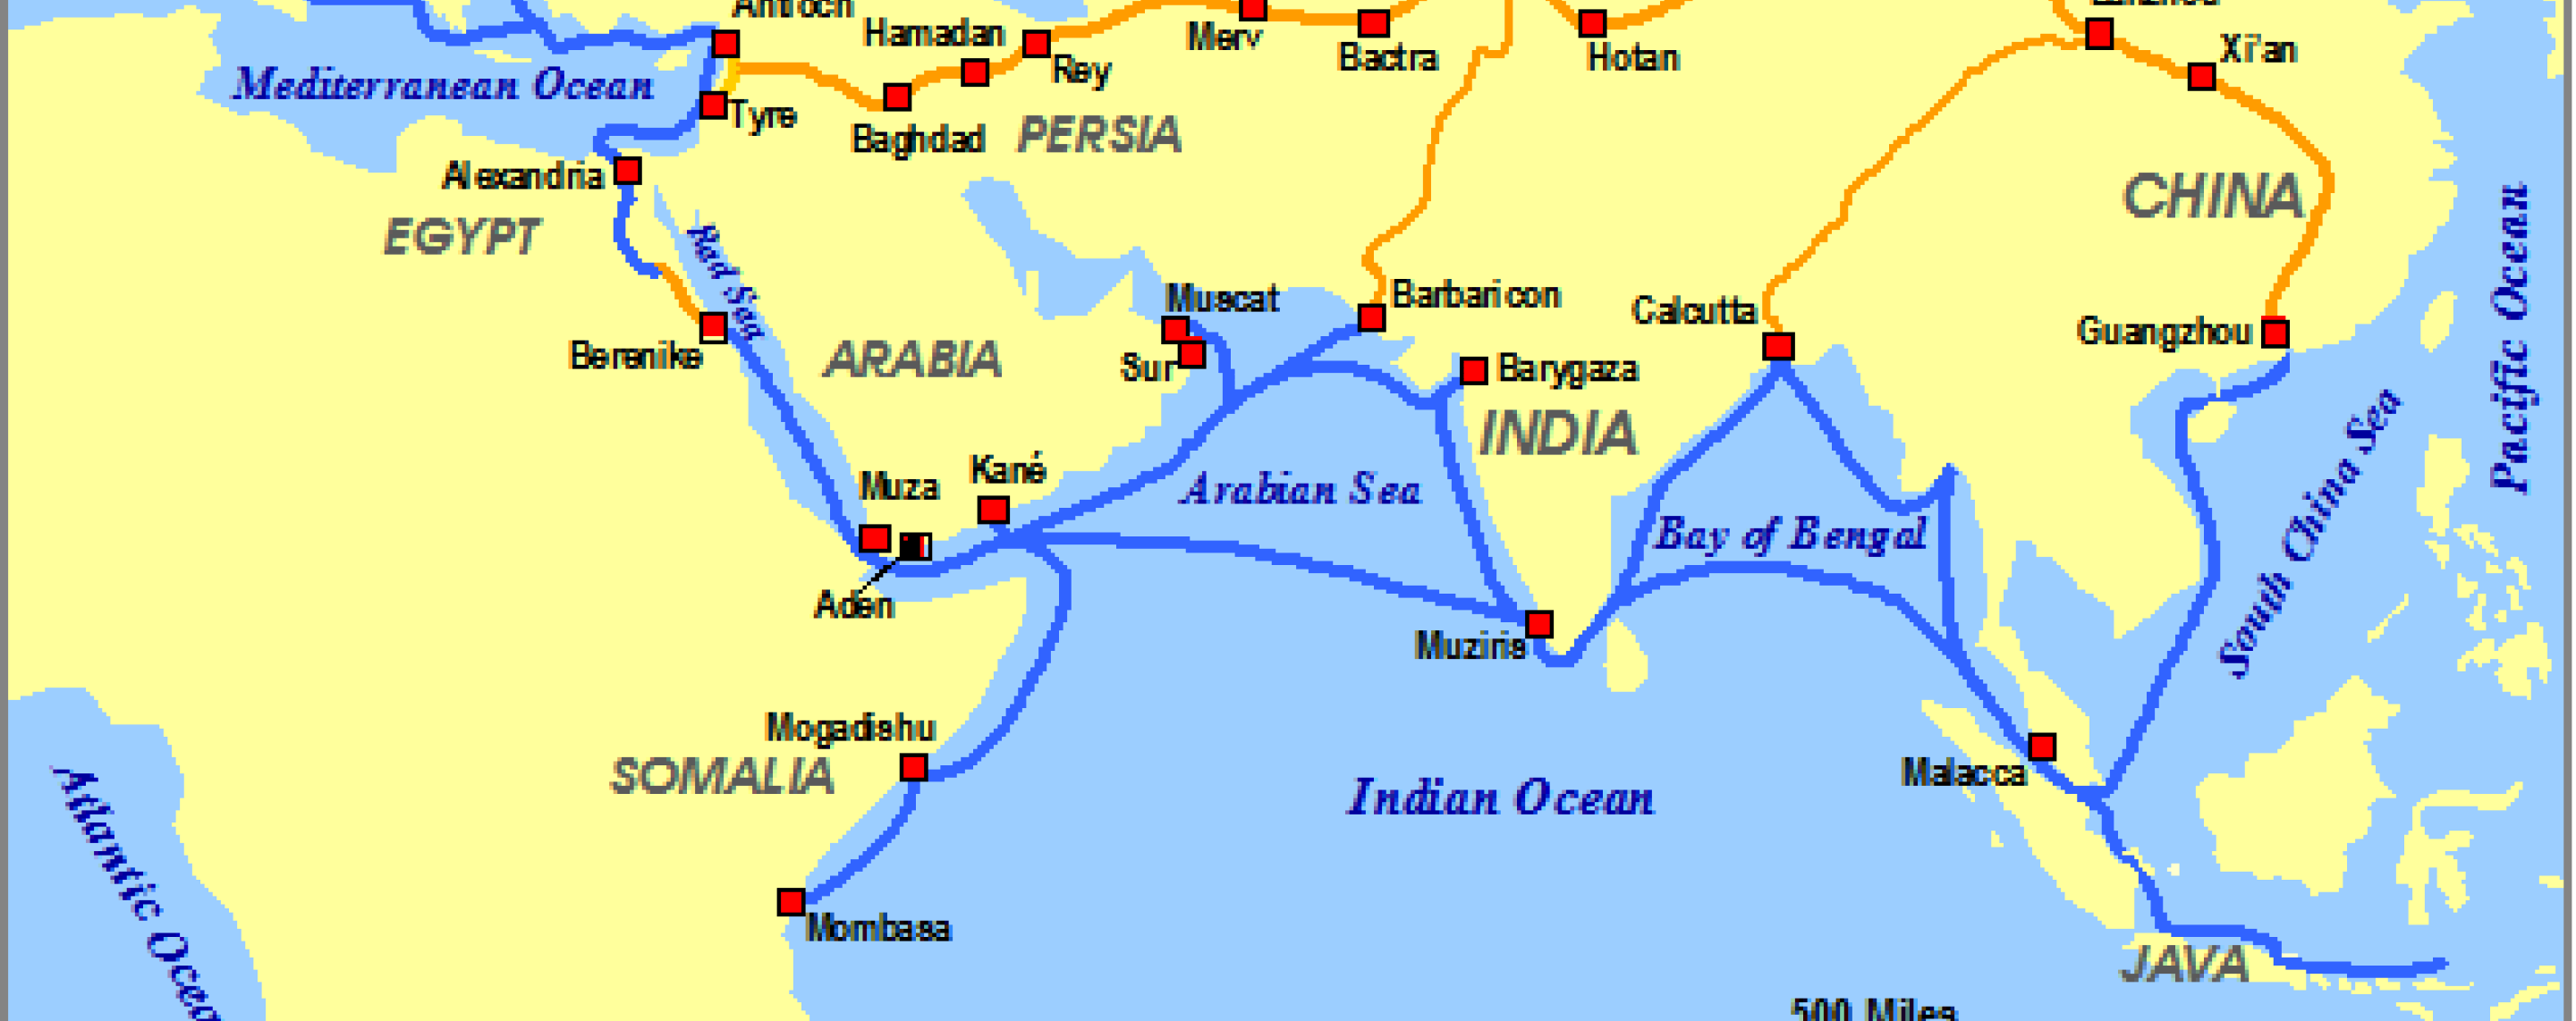 Antioch
Hamadan
Merv
Bactra
Hotan
Xi'an
Rey
Mediterranean Ocean
Tyre
Baghdad
PERSIA
Alexandria
CHINA
EGYPT
Red Sea
Pacific Ocean
Muscat
Barbaricon
Calcutta
Guangzhou
Berenike
ARABIA
Sur
Barygaza
INDIA
South China Sea
Muza
Kané
Arabian Sea
Bay of Bengal
Aden
Muziris
Mogadishu
SOMALIA
Malacca
Indian Ocean
Atlantic Ocean
Mombasa
JAVA
500 Miles